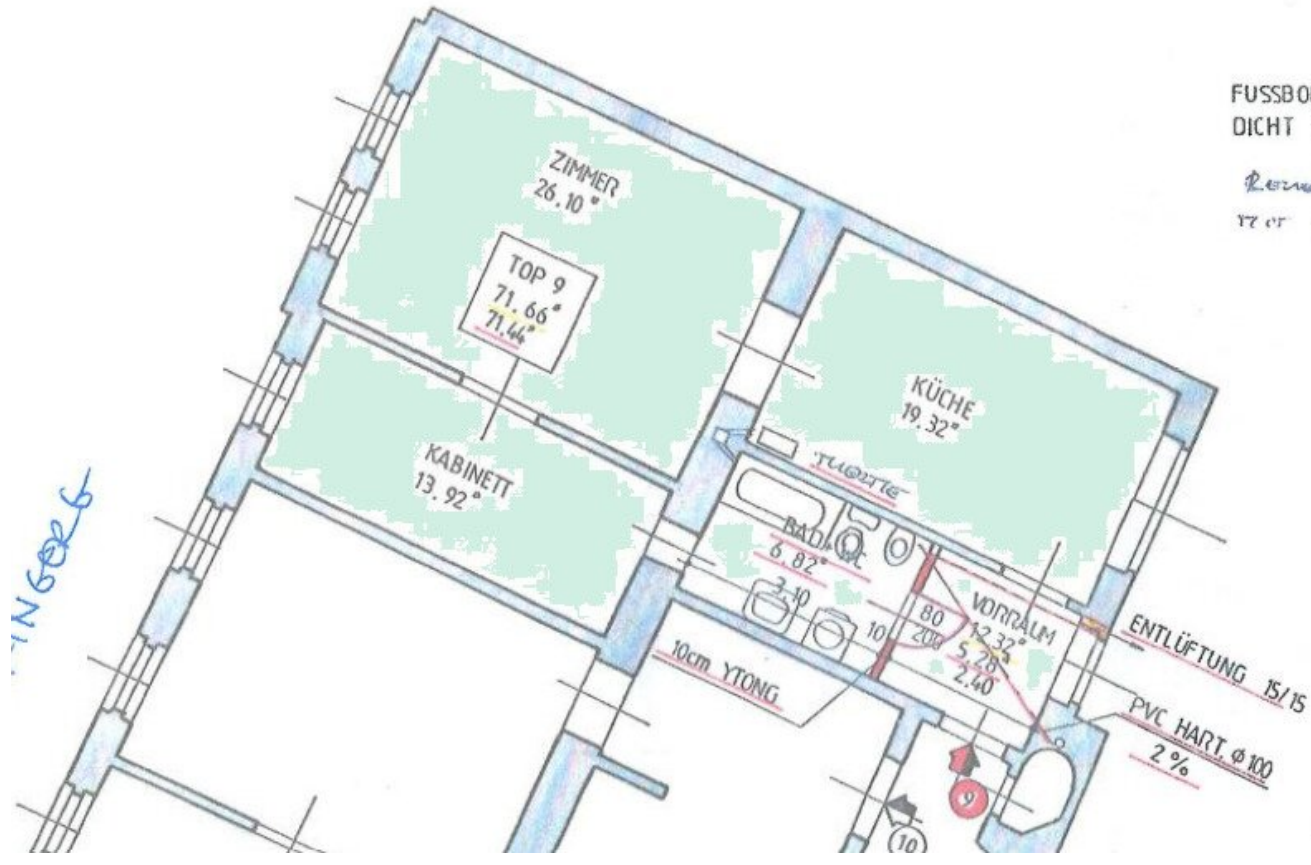 FUSSBO
DICHT
ZIMMER
26.10°
TOP 9
71.66°
71.44°
KÜCHE
19.32°
KABINETT
13.92°
BAD+WC
6.82°
3.10
80
200
10
VORRAUM
12.32°
5.28°
2.40
10cm YTONG
ENTLÜFTUNG 15/15
PVC HART, ϕ 100
2 %
9
10